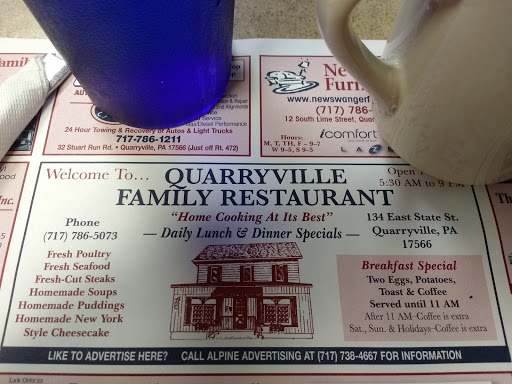 24 Hour Towing & Recovery of Autos & Light Trucks
717-786-1211
32 Stuart Run Rd. • Quarryville, PA 17566 (Just off Rt. 472)
www.newswanger
(717) 786-
12 South Lime Street, Quar
Hours:
M, T, TH, F – 9-7
W 9-5, S 9-3
icomfort
Welcome To…
QUARRYVILLE
FAMILY RESTAURANT
Open
5:30 AM to 9 PM
"Home Cooking At Its Best"
— Daily Lunch & Dinner Specials —
Phone
(717) 786-5073
134 East State St.
Quarryville, PA
17566
Fresh Poultry
Fresh Seafood
Fresh-Cut Steaks
Homemade Soups
Homemade Puddings
Homemade New York
Style Cheesecake
Breakfast Special
Two Eggs, Potatoes,
Toast & Coffee
Served until 11 AM
After 11 AM–Coffee is extra
Sat., Sun. & Holidays–Coffee is extra
LIKE TO ADVERTISE HERE? CALL ALPINE ADVERTISING AT (717) 738-4667 FOR INFORMATION
Law Offices